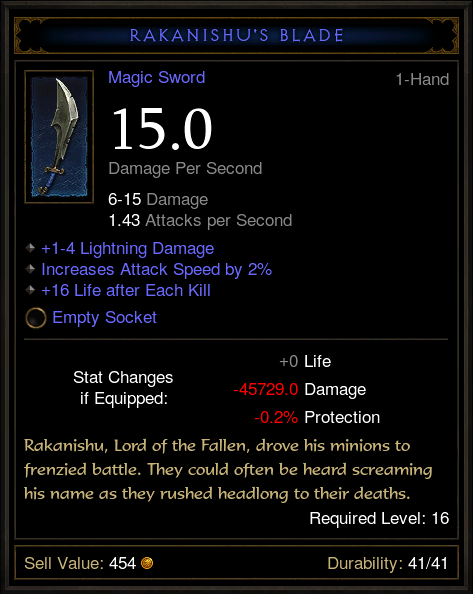 RAKANISHU'S BLADE
Magic Sword
1-Hand
15.0
Damage Per Second
6-15 Damage
1.43 Attacks per Second
+1-4 Lightning Damage
Increases Attack Speed by 2%
+16 Life after Each Kill
Empty Socket
Stat Changes
if Equipped:
+0 Life
-45729.0 Damage
-0.2% Protection
Rakanishu, Lord of the Fallen, drove his minions to
frenzied battle. They could often be heard screaming
his name as they rushed headlong to their deaths.
Required Level: 16
Sell Value: 454
Durability: 41/41